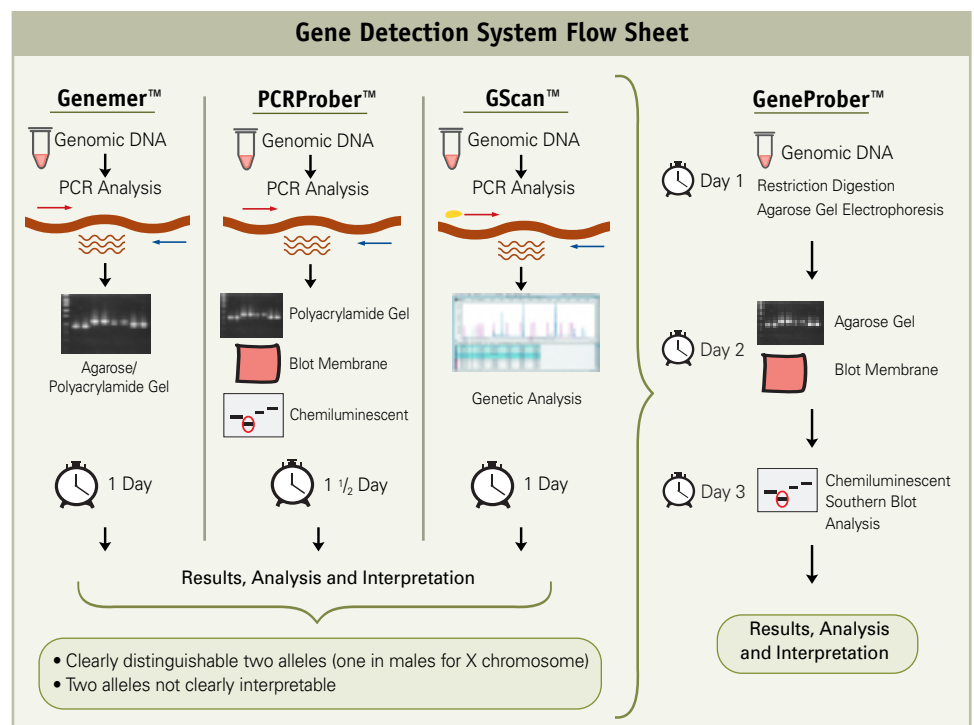 Gene Detection System Flow Sheet
Genemer™
Genomic DNA
PCR Analysis
Agarose/
Polyacrylamide Gel
1 Day
PCRProber™
Genomic DNA
PCR Analysis
Polyacrylamide Gel
Blot Membrane
Chemiluminescent
1 1/2 Day
GScan™
Genomic DNA
PCR Analysis
Genetic Analysis
1 Day
Results, Analysis and Interpretation
• Clearly distinguishable two alleles (one in males for X chromosome)
• Two alleles not clearly interpretable
GeneProber™
Genomic DNA
Day 1
Restriction Digestion
Agarose Gel Electrophoresis
Day 2
Agarose Gel
Blot Membrane
Day 3
Chemiluminescent
Southern Blot
Analysis
Results, Analysis
and Interpretation